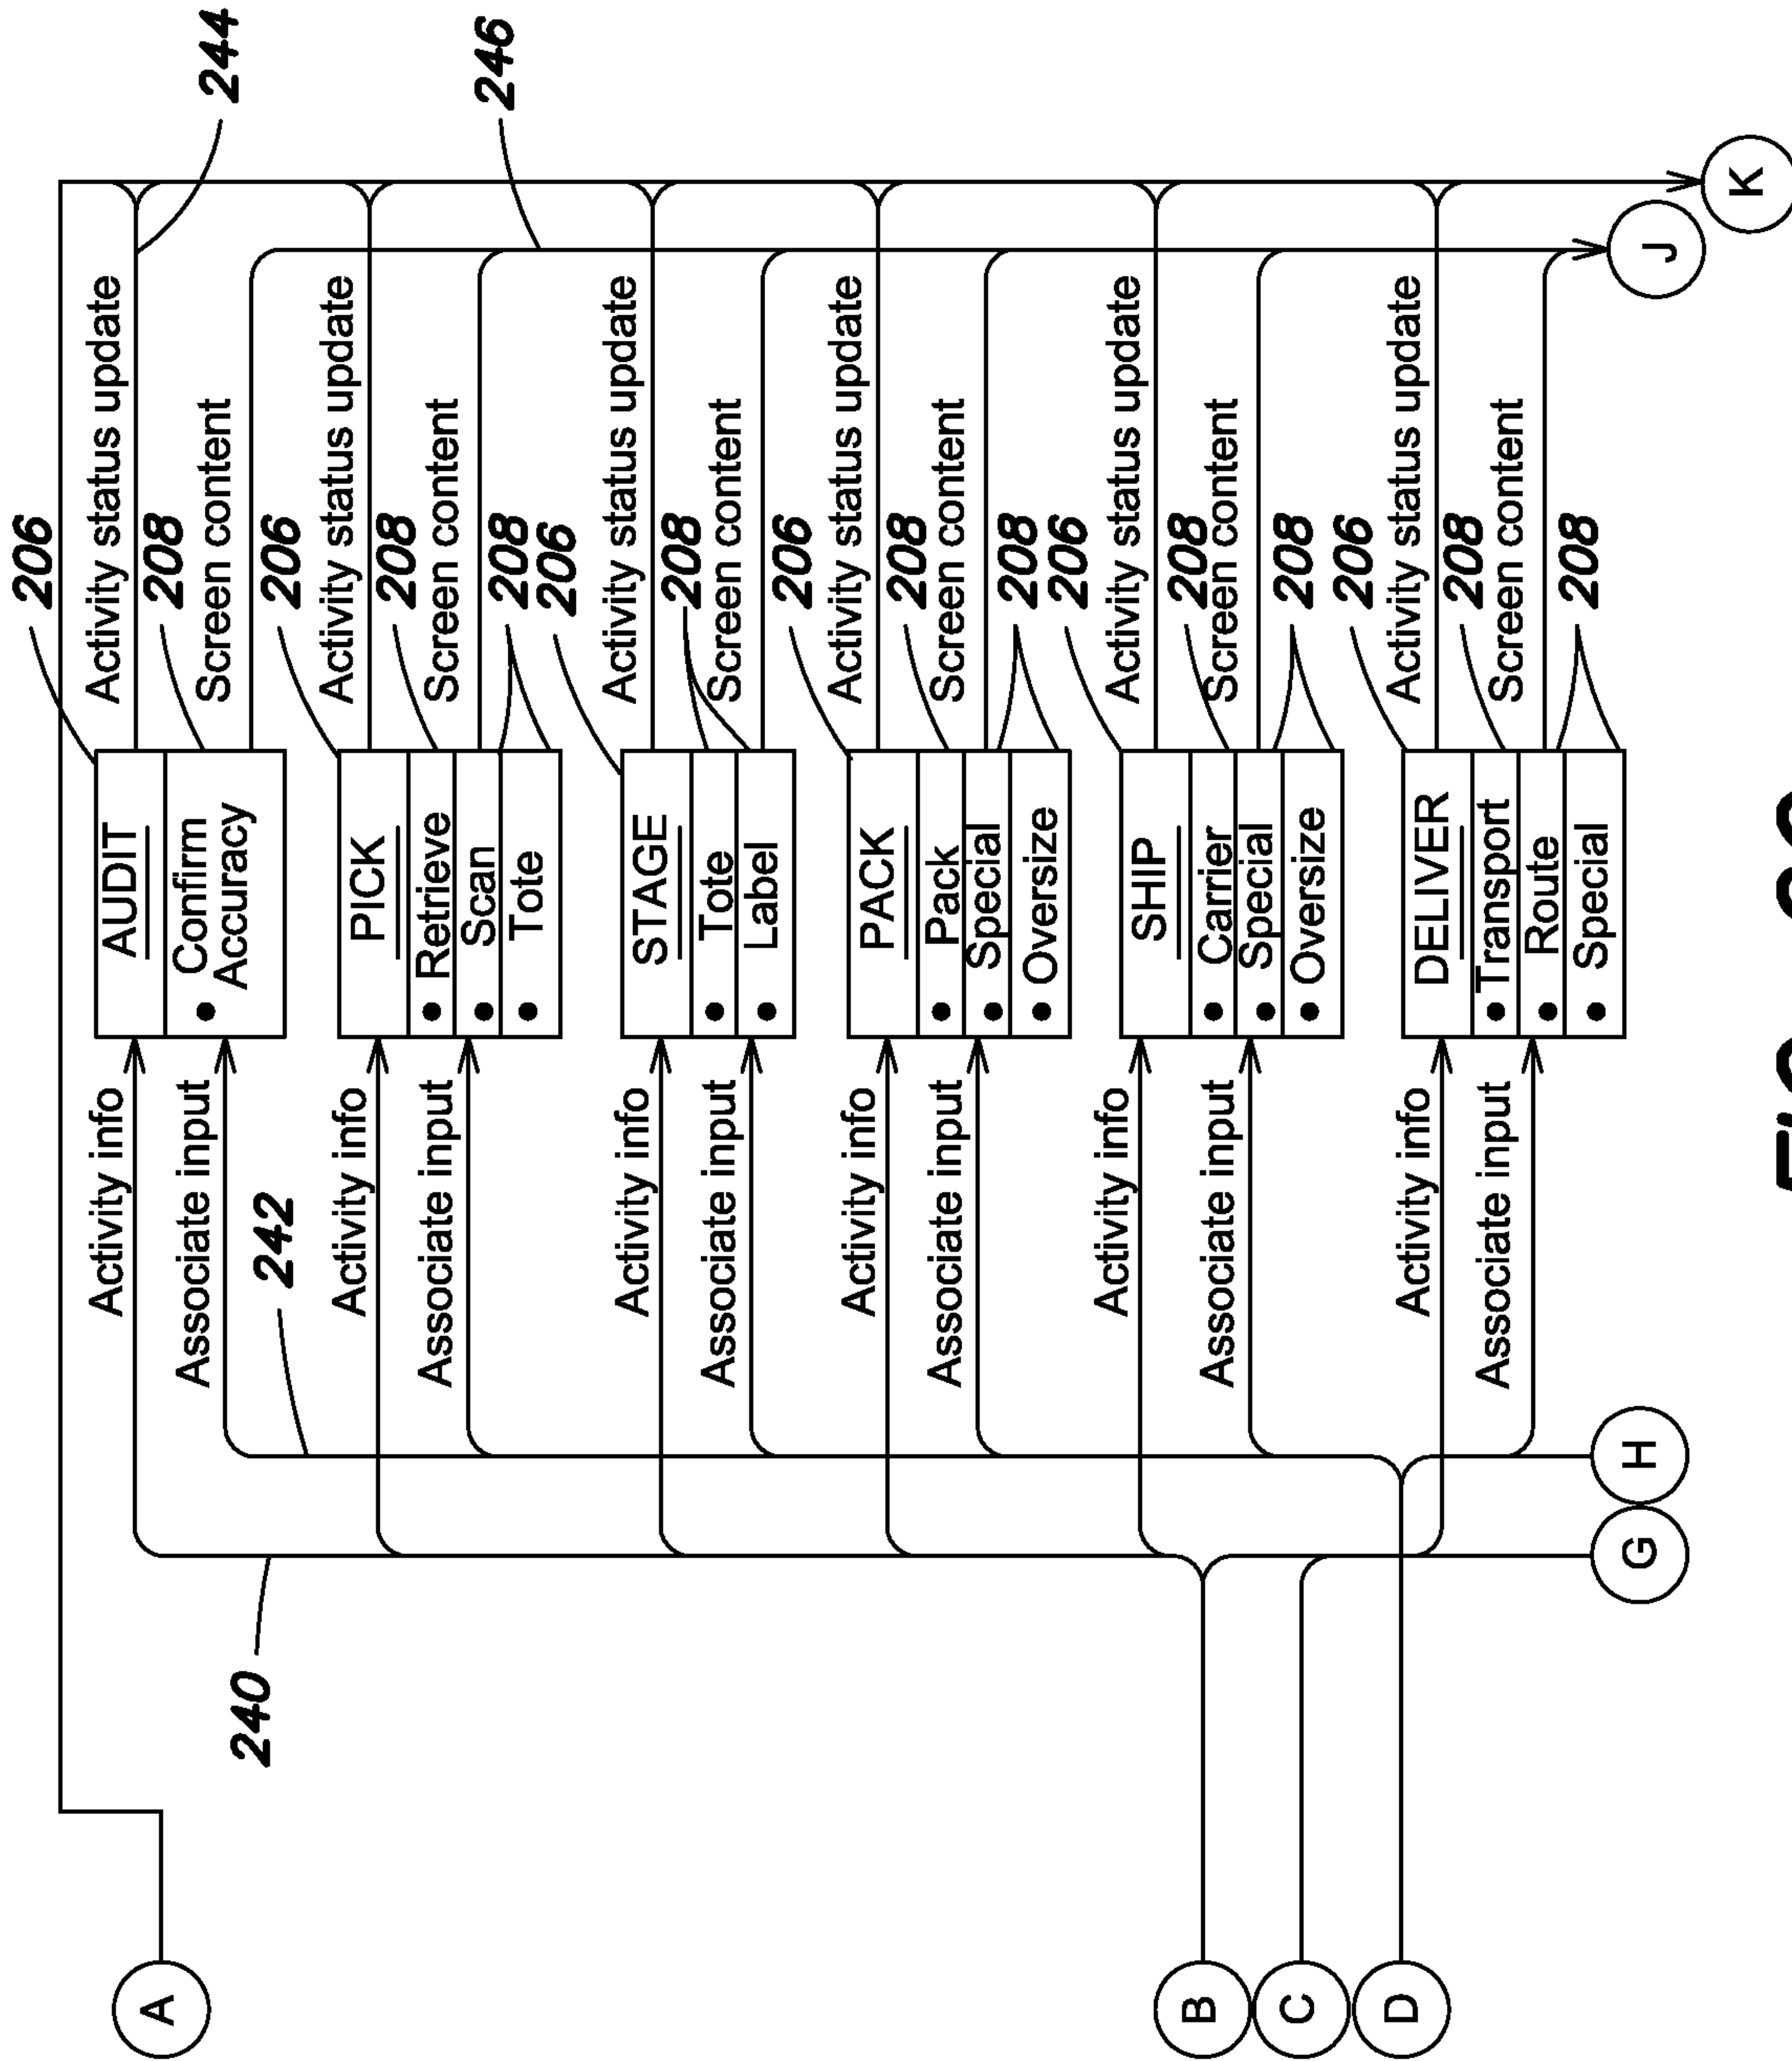 A
206
Activity info
AUDIT
Activity status update
208
Associate input
• Confirm
Accuracy
Screen content
244
240
242
206
Activity info
PICK
Activity status update
208
Associate input
• Retrieve
• Scan
• Tote
Screen content
208
246
206
Activity info
STAGE
Activity status update
208
Associate input
• Tote
• Label
Screen content
206
Activity info
PACK
Activity status update
208
Associate input
• Pack
• Special
• Oversize
Screen content
208
206
Activity info
SHIP
Activity status update
208
Associate input
• Carrier
• Special
• Oversize
Screen content
208
B
C
D
206
Activity info
DELIVER
Activity status update
208
Associate input
• Transport
• Route
• Special
Screen content
208
G
H
J
K